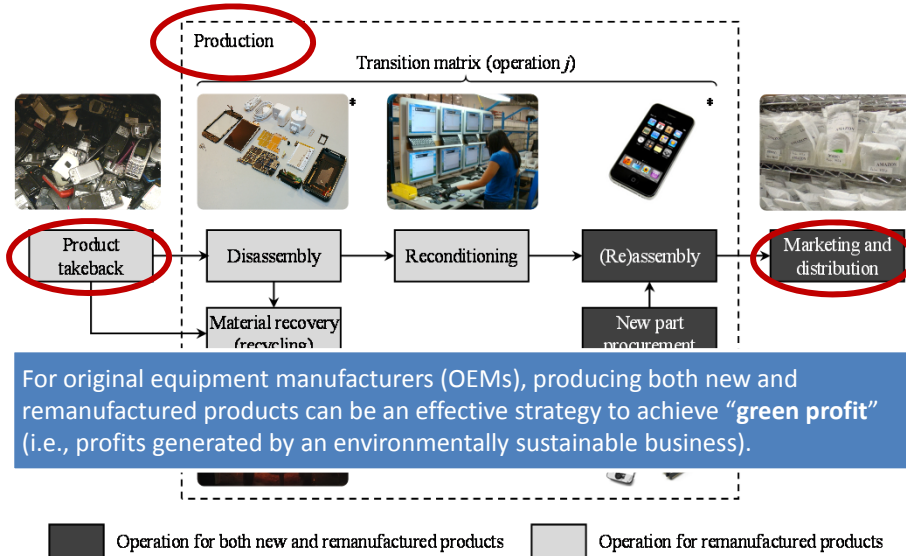 Production
Transition matrix (operation j)
*
*
Product
takeback
Disassembly
Reconditioning
(Re)assembly
Marketing and
distribution
Material recovery
(recycling)
New part
procurement
For original equipment manufacturers (OEMs), producing both new and
remanufactured products can be an effective strategy to achieve “green profit”
(i.e., profits generated by an environmentally sustainable business).
Operation for both new and remanufactured products
Operation for remanufactured products